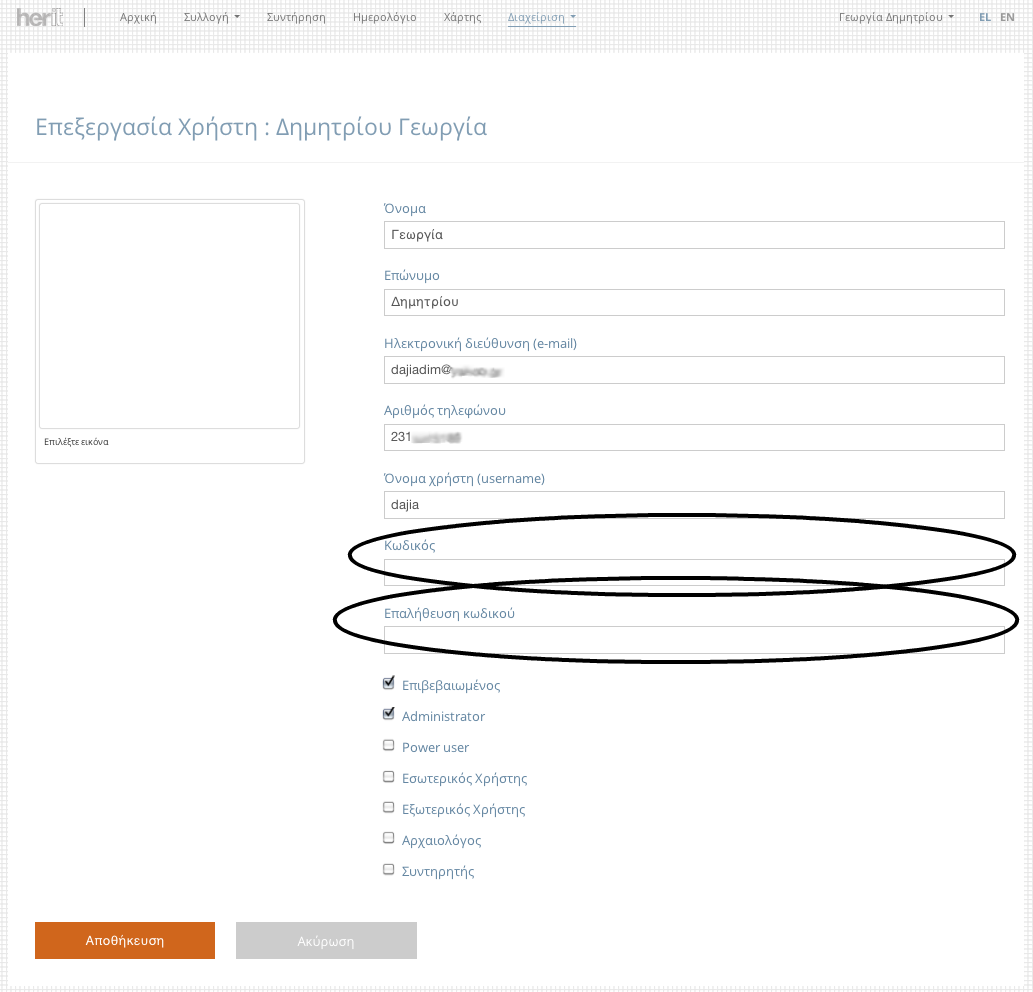 herit Αρχική Συλλογή Συντήρηση Ημερολόγιο Χάρτης Διαχείριση Γεωργία Δημητρίου EL EN
Επεξεργασία Χρήστη : Δημητρίου Γεωργία
Επιλέξτε εικόνα
Όνομα
Γεωργία
Επώνυμο
Δημητρίου
Ηλεκτρονική διεύθυνση (e-mail)
dajiadim@
Αριθμός τηλεφώνου
231
Όνομα χρήστη (username)
dajia
Κωδικός
Επαλήθευση κωδικού
Επιβεβαιωμένος
Administrator
Power user
Εσωτερικός Χρήστης
Εξωτερικός Χρήστης
Αρχαιολόγος
Συντηρητής
Αποθήκευση Ακύρωση